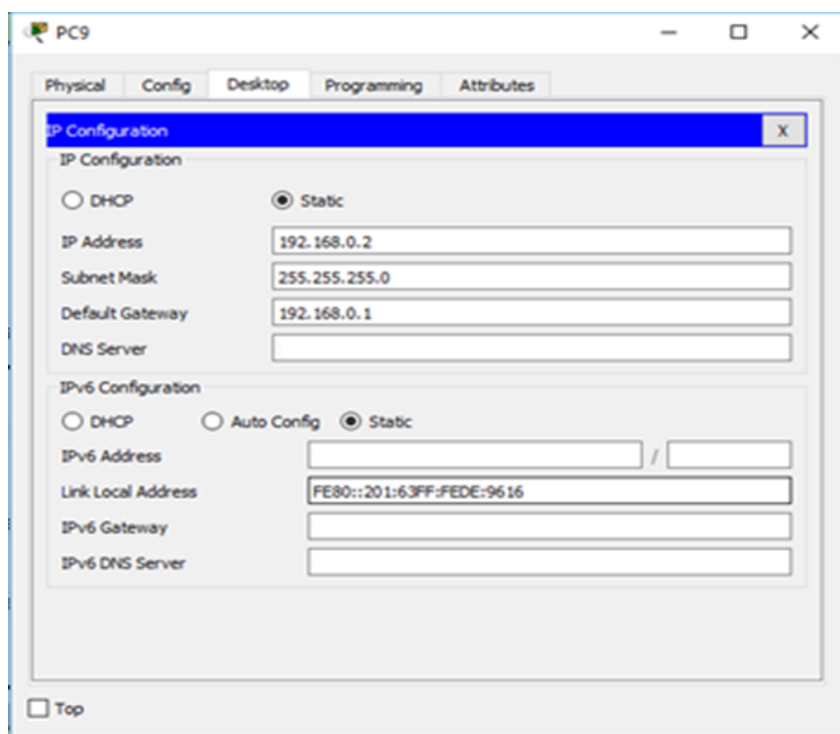 PC9
Physical Config Desktop Programming Attributes
IP Configuration X
IP Configuration
DHCP Static
IP Address 192.168.0.2
Subnet Mask 255.255.255.0
Default Gateway 192.168.0.1
DNS Server
IPv6 Configuration
DHCP Auto Config Static
IPv6 Address /
Link Local Address FE80::201:63FF:FEDE:9616
IPv6 Gateway
IPv6 DNS Server
Top